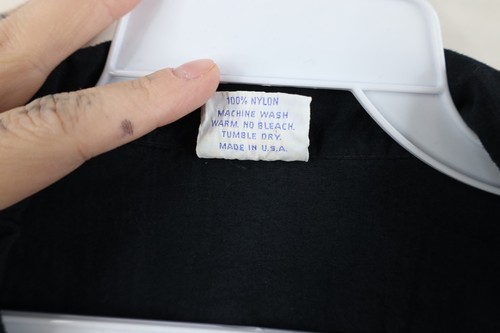 100% NYLON
MACHINE WASH
WARM. NO BLEACH.
TUMBLE DRY.
MADE IN U.S.A.